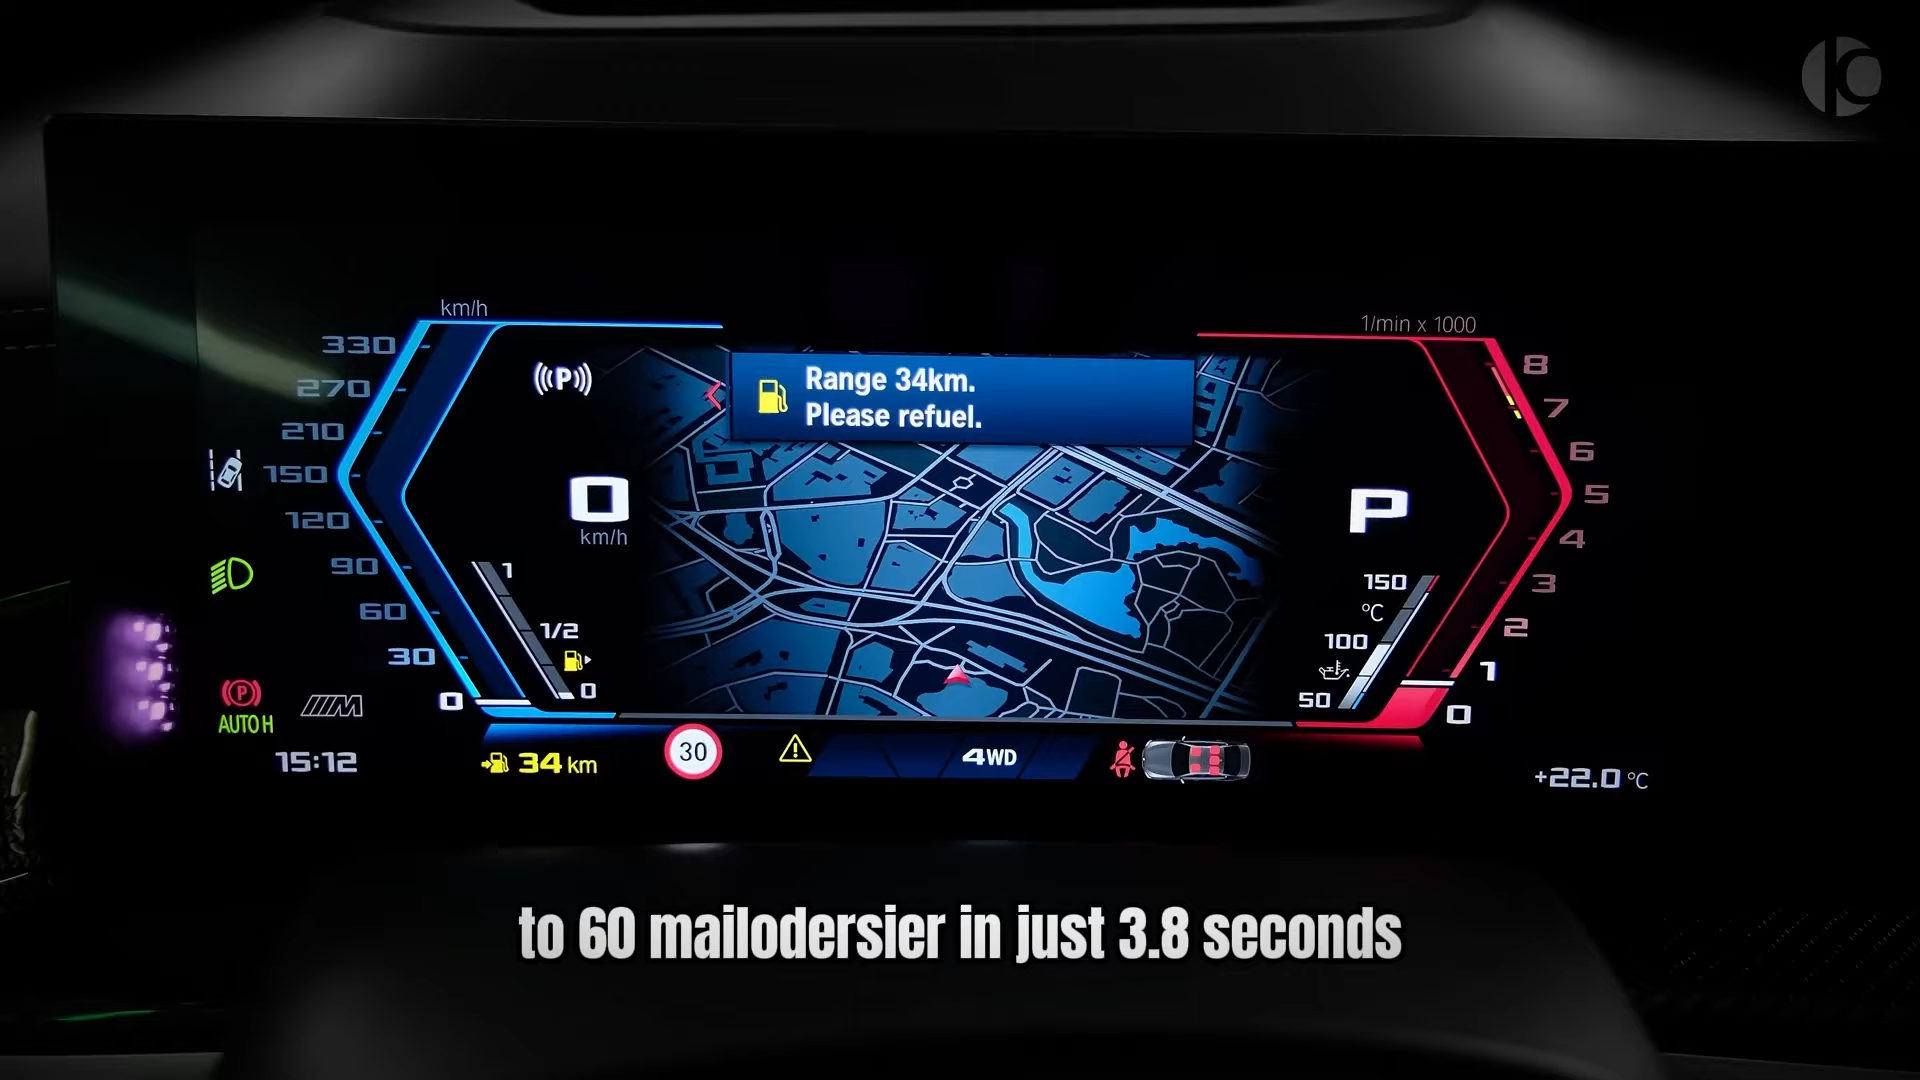 km/h
1/min x 1000
330
270
210
150
120
90
60
30
0
(P)
Range 34km.
Please refuel.
0
km/h
1
1/2
0
P
150
°C
100
50
8
7
6
5
4
3
2
1
0
P
AUTO H
M
15:12
34 km
30
4WD
+22.0 °C
to 60 mailodersier in just 3.8 seconds